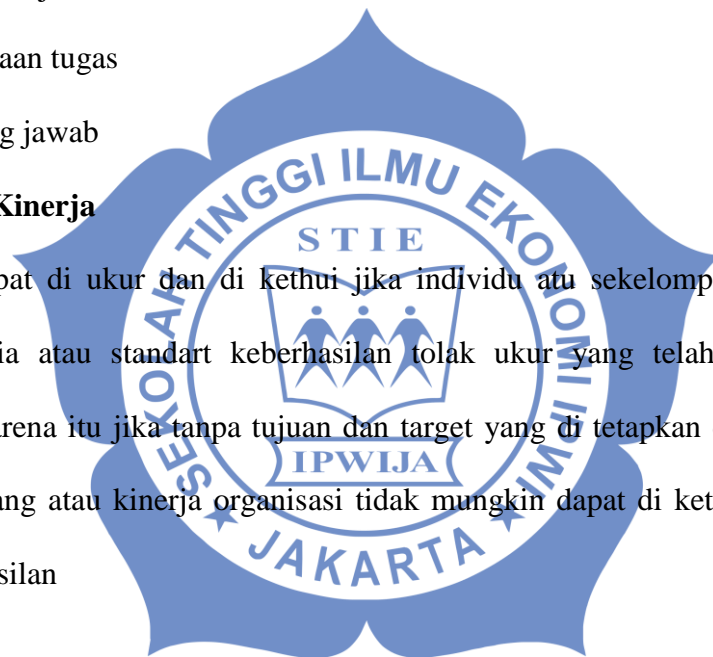 aan tugas
g jawab
Kinerja
pat di ukur dan di kethui jika individu atu sekelomp
ia atau standart keberhasilan tolak ukur yang telah
arena itu jika tanpa tujuan dan target yang di tetapkan
ang atau kinerja organisasi tidak mungkin dapat di ket
silan
SEKOLAH TINGGI ILMU EKONOMI IPWI
STIE
IPWIJA
★ JAKARTA ★